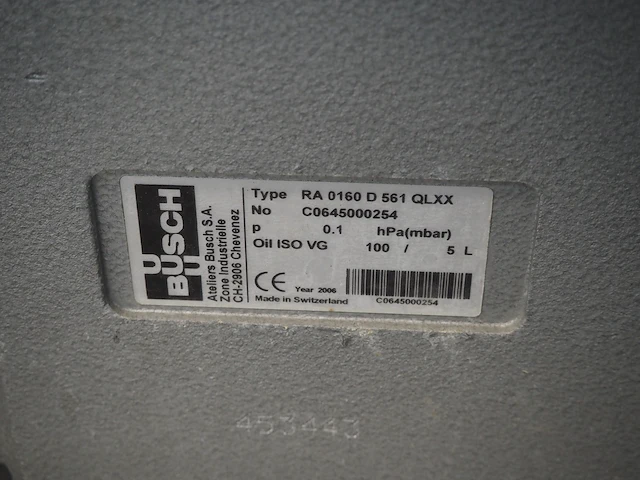 BUSCH
Ateliers Busch S.A.
Zone Industrielle
CH-2906 Chevenez
Type RA 0160 D 561 QLXX
No C0645000254
p 0.1 hPa(mbar)
Oil ISO VG 100 / 5 L
CE Year 2006
Made in Switzerland
C0645000254
453443